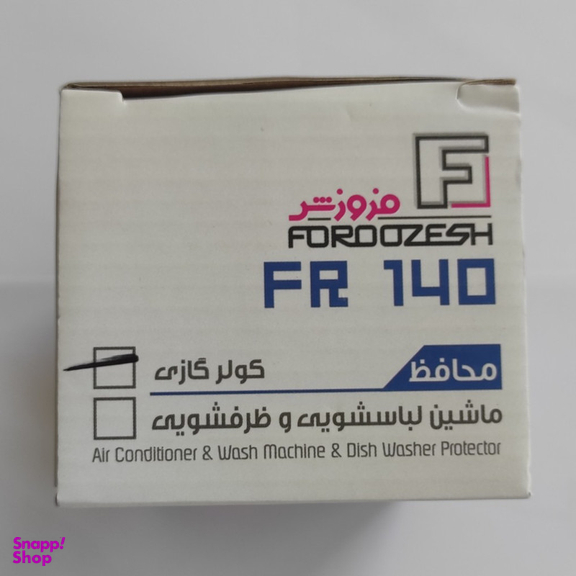 F
فروزش
FOROOZESH
FR 140
محافظ کولر گازی
ماشین لباسشویی و ظرفشویی
Air Conditioner & Wash Machine & Dish Washer Protector
Snapp!
Shop